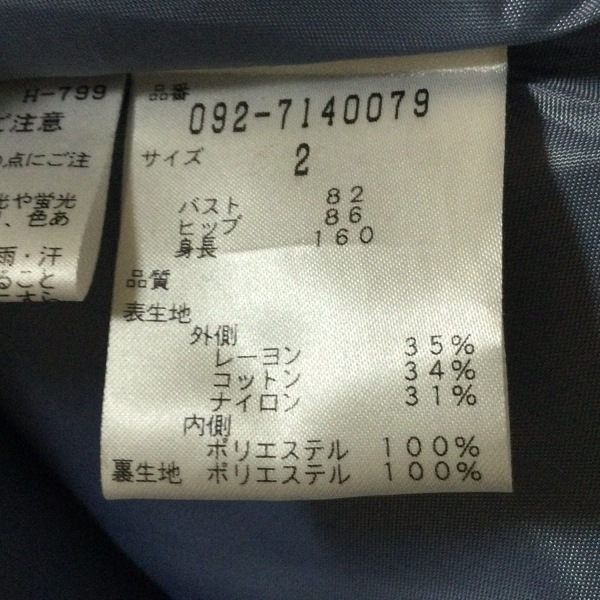 H-799
ご注意
の点にご注
光や蛍光
、色あ
雨・汗
ること
品番
092-7140079
サイズ 2
バスト 82
ヒップ 86
身長 160
品質
表生地
外側
レーヨン 35%
コットン 34%
ナイロン 31%
内側
ポリエステル 100%
裏生地 ポリエステル 100%